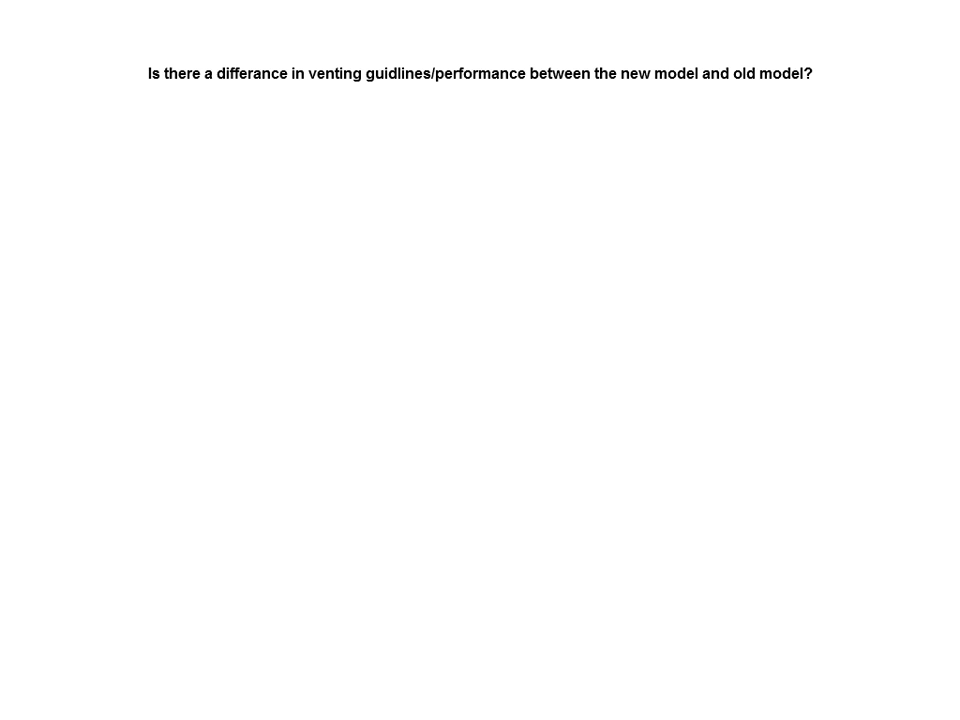 Is there a differance in venting guidlines/performance between the new model and old model?